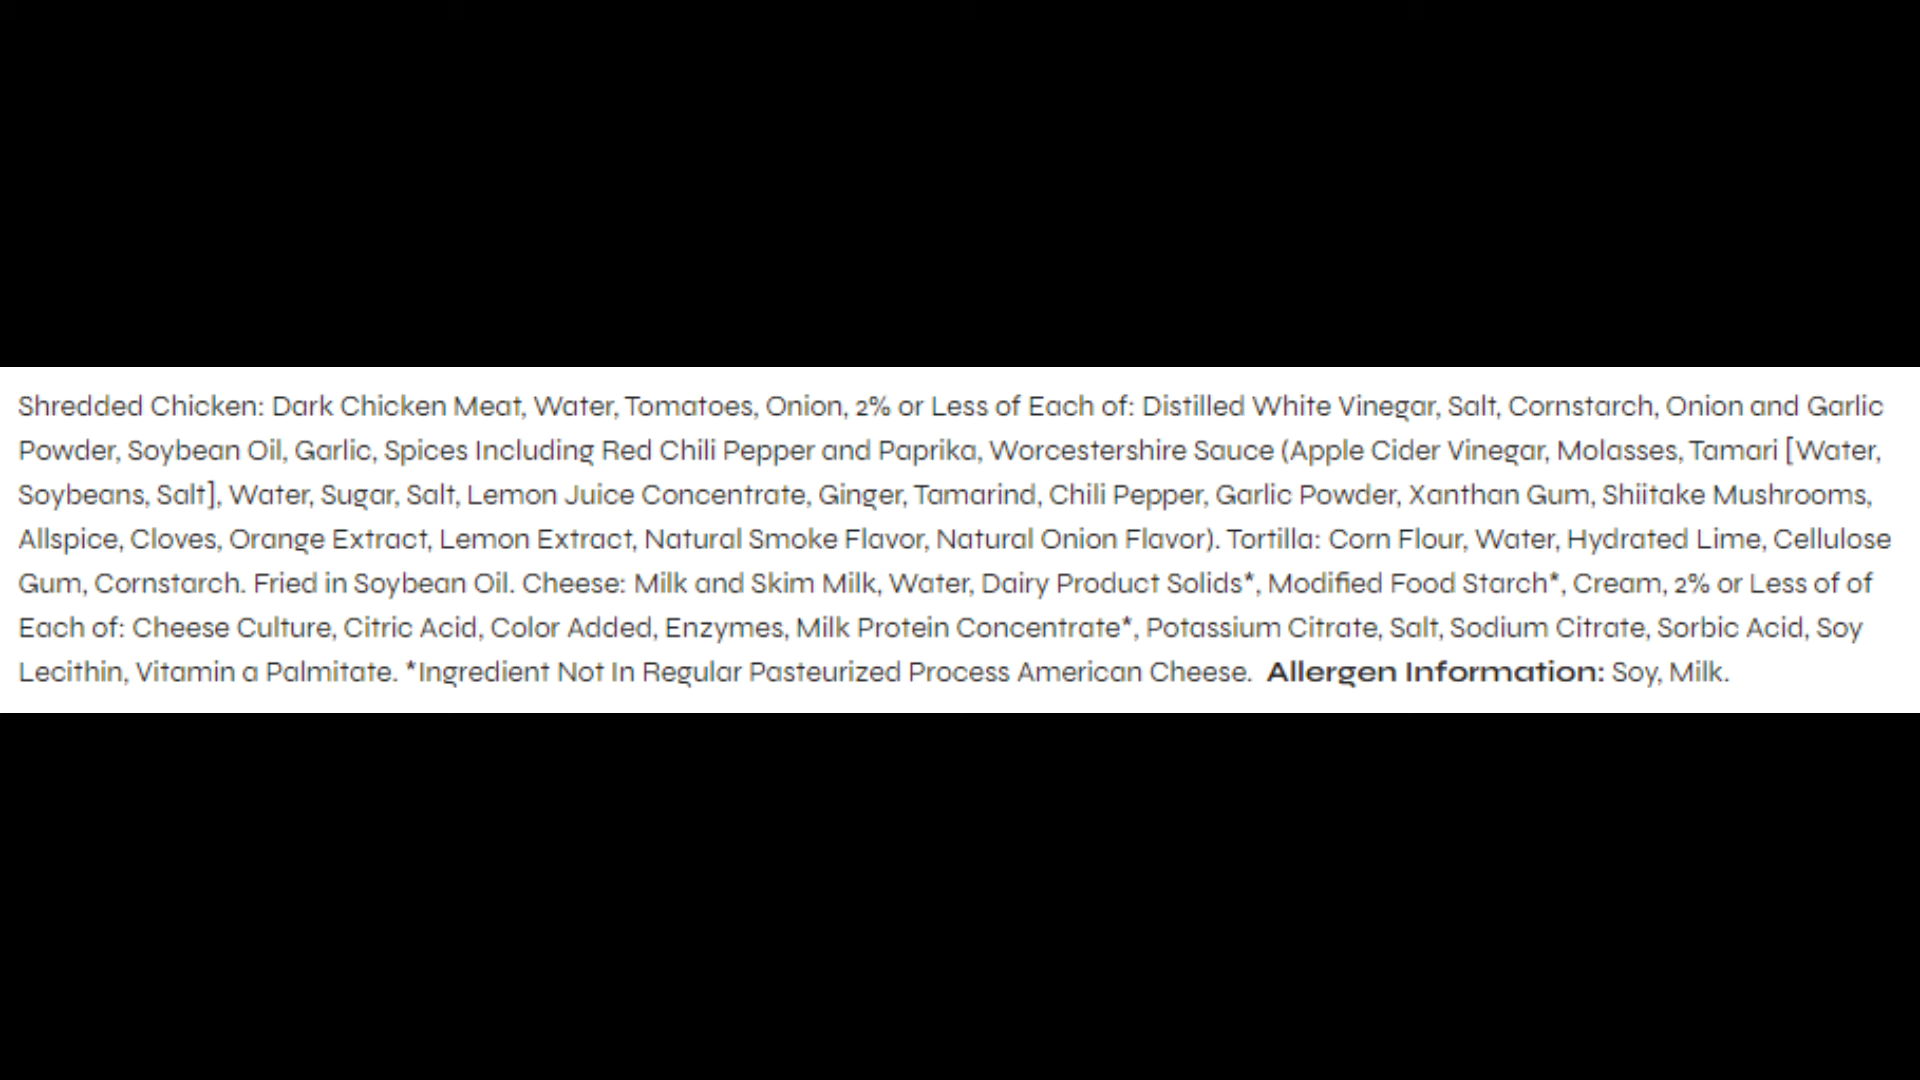 Shredded Chicken: Dark Chicken Meat, Water, Tomatoes, Onion, 2% or Less of Each of: Distilled White Vinegar, Salt, Cornstarch, Onion and Garlic
Powder, Soybean Oil, Garlic, Spices Including Red Chili Pepper and Paprika, Worcestershire Sauce (Apple Cider Vinegar, Molasses, Tamari [Water,
Soybeans, Salt], Water, Sugar, Salt, Lemon Juice Concentrate, Ginger, Tamarind, Chili Pepper, Garlic Powder, Xanthan Gum, Shiitake Mushrooms,
Allspice, Cloves, Orange Extract, Lemon Extract, Natural Smoke Flavor, Natural Onion Flavor). Tortilla: Corn Flour, Water, Hydrated Lime, Cellulose
Gum, Cornstarch. Fried in Soybean Oil. Cheese: Milk and Skim Milk, Water, Dairy Product Solids*, Modified Food Starch*, Cream, 2% or Less of of
Each of: Cheese Culture, Citric Acid, Color Added, Enzymes, Milk Protein Concentrate*, Potassium Citrate, Salt, Sodium Citrate, Sorbic Acid, Soy
Lecithin, Vitamin a Palmitate. *Ingredient Not In Regular Pasteurized Process American Cheese. Allergen Information: Soy, Milk.